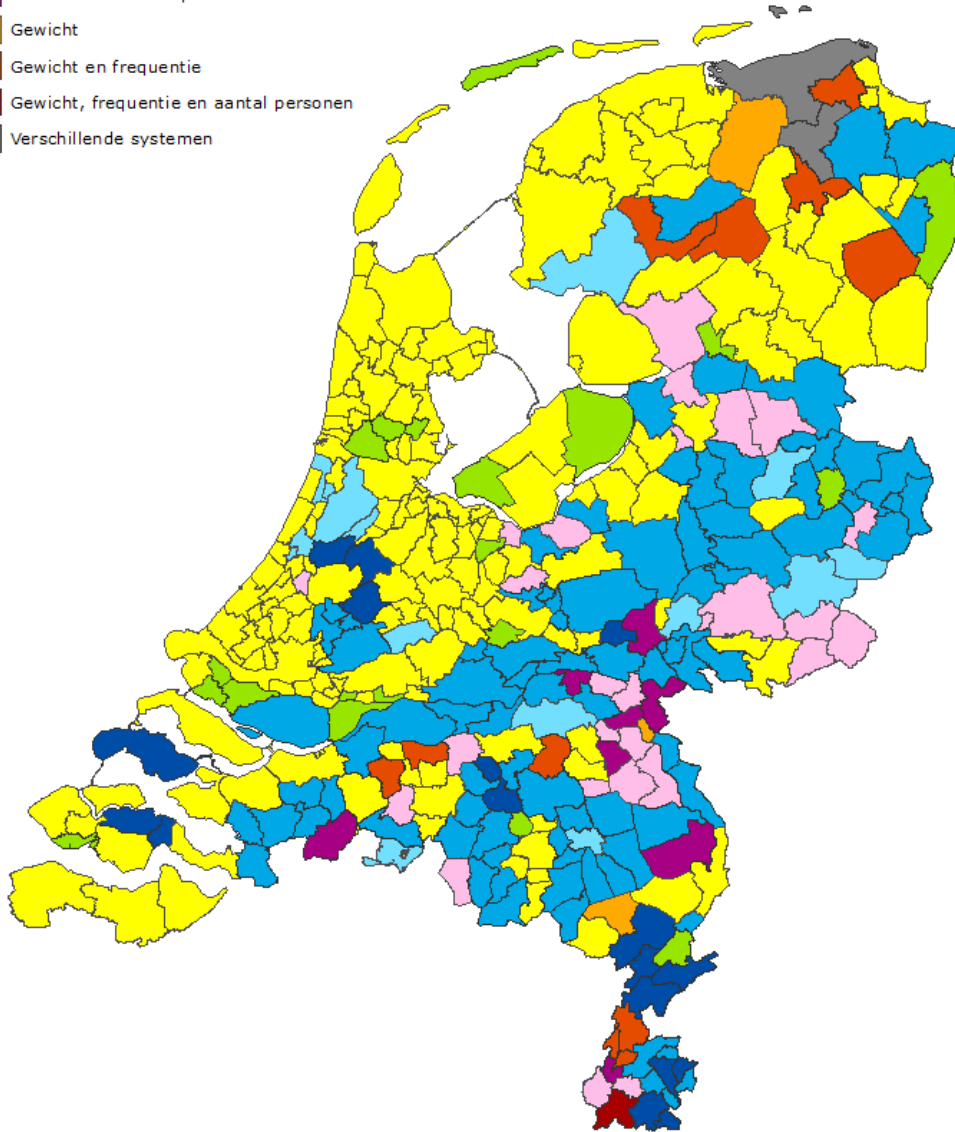 Gewicht
Gewicht en frequentie
Gewicht, frequentie en aantal personen
Verschillende systemen